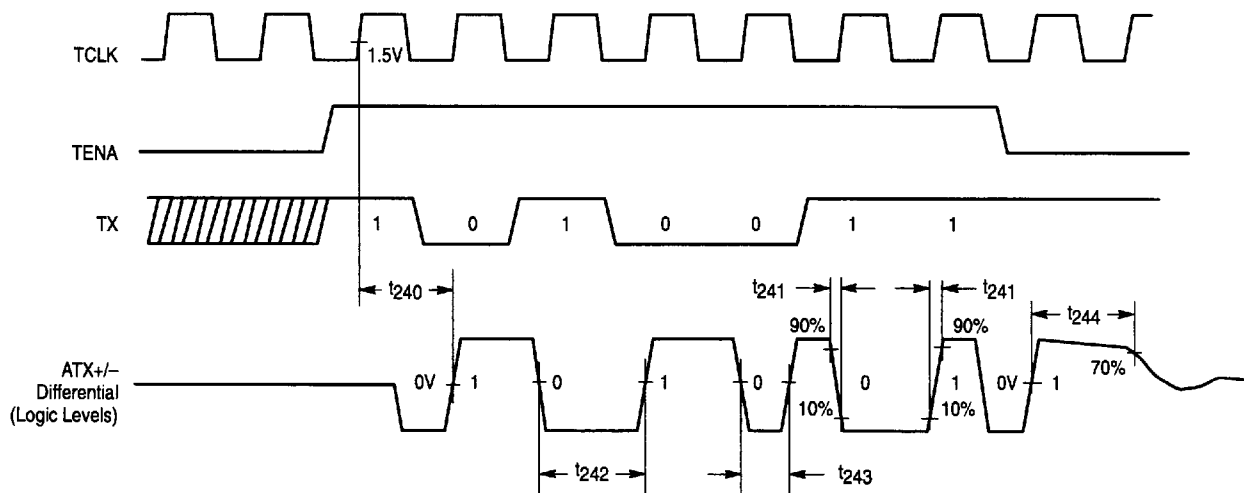 TCLK
1.5V
TENA
TX 1 0 1 0 0 1 1
t240 t241 t241 t244
90% 90%
ATX+/–
Differential
(Logic Levels)
0V 1 0 1 0 0 1 0V 1 70%
10% 10%
t242 t243